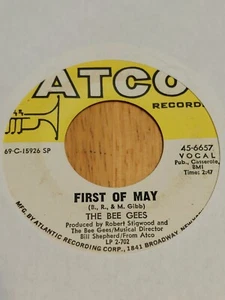 ATCO
RECORD
69-C-15926 SP
45-6657
VOCAL
Pub., Casserole,
BMI
Time: 2:47
FIRST OF MAY
(B., R., & M. Gibb)
THE BEE GEES
Produced by Robert Stigwood and
The Bee Gees/Musical Director
Bill Shepherd/From Atco
LP 2-702
MFG. BY ATLANTIC RECORDING CORP., 1841 BROADWAY, NEW